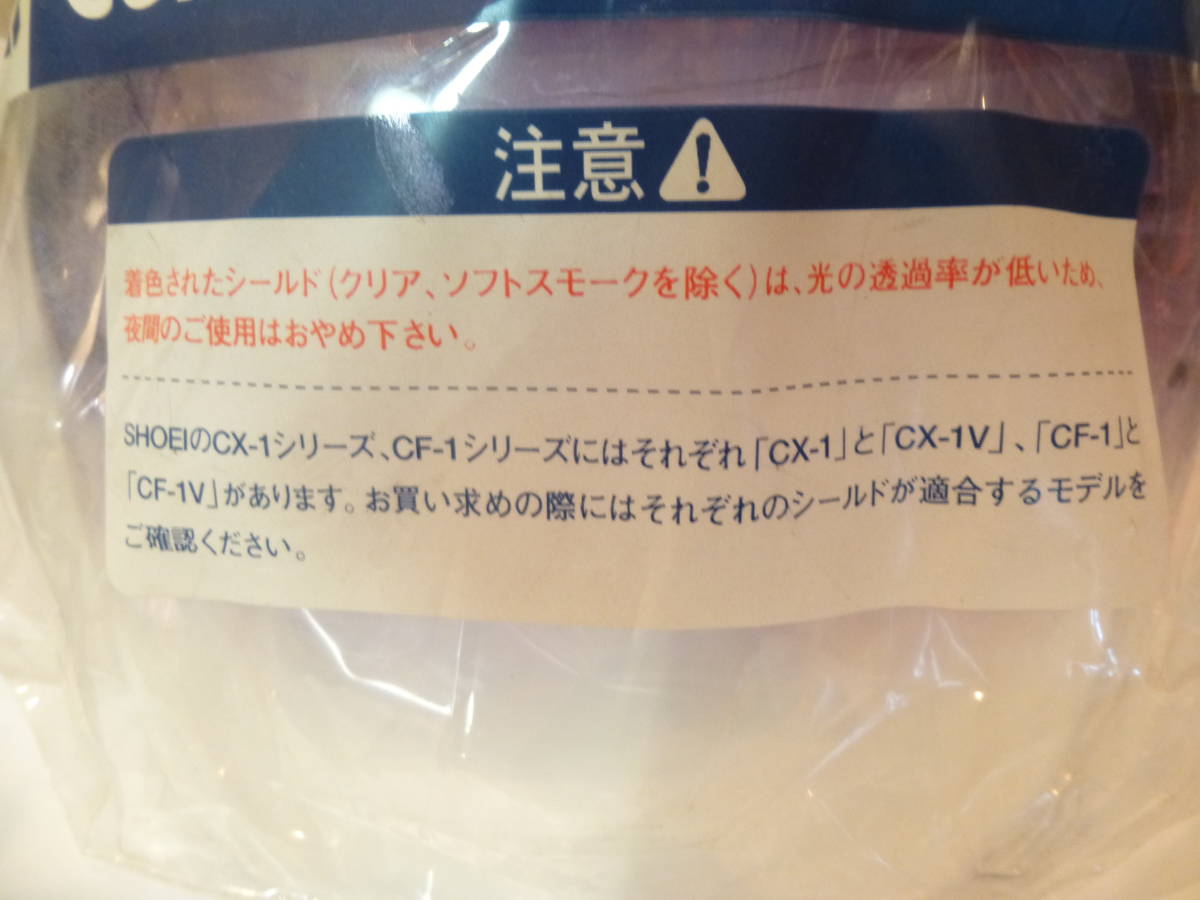 注意
着色されたシールド(クリア、ソフトスモークを除く)は、光の透過率が低いため、
夜間のご使用はおやめ下さい。
SHOEIのCX-1シリーズ、CF-1シリーズにはそれぞれ「CX-1」と「CX-1V」、「CF-1」と
「CF-1V」があります。お買い求めの際にはそれぞれのシールドが適合するモデルを
ご確認ください。